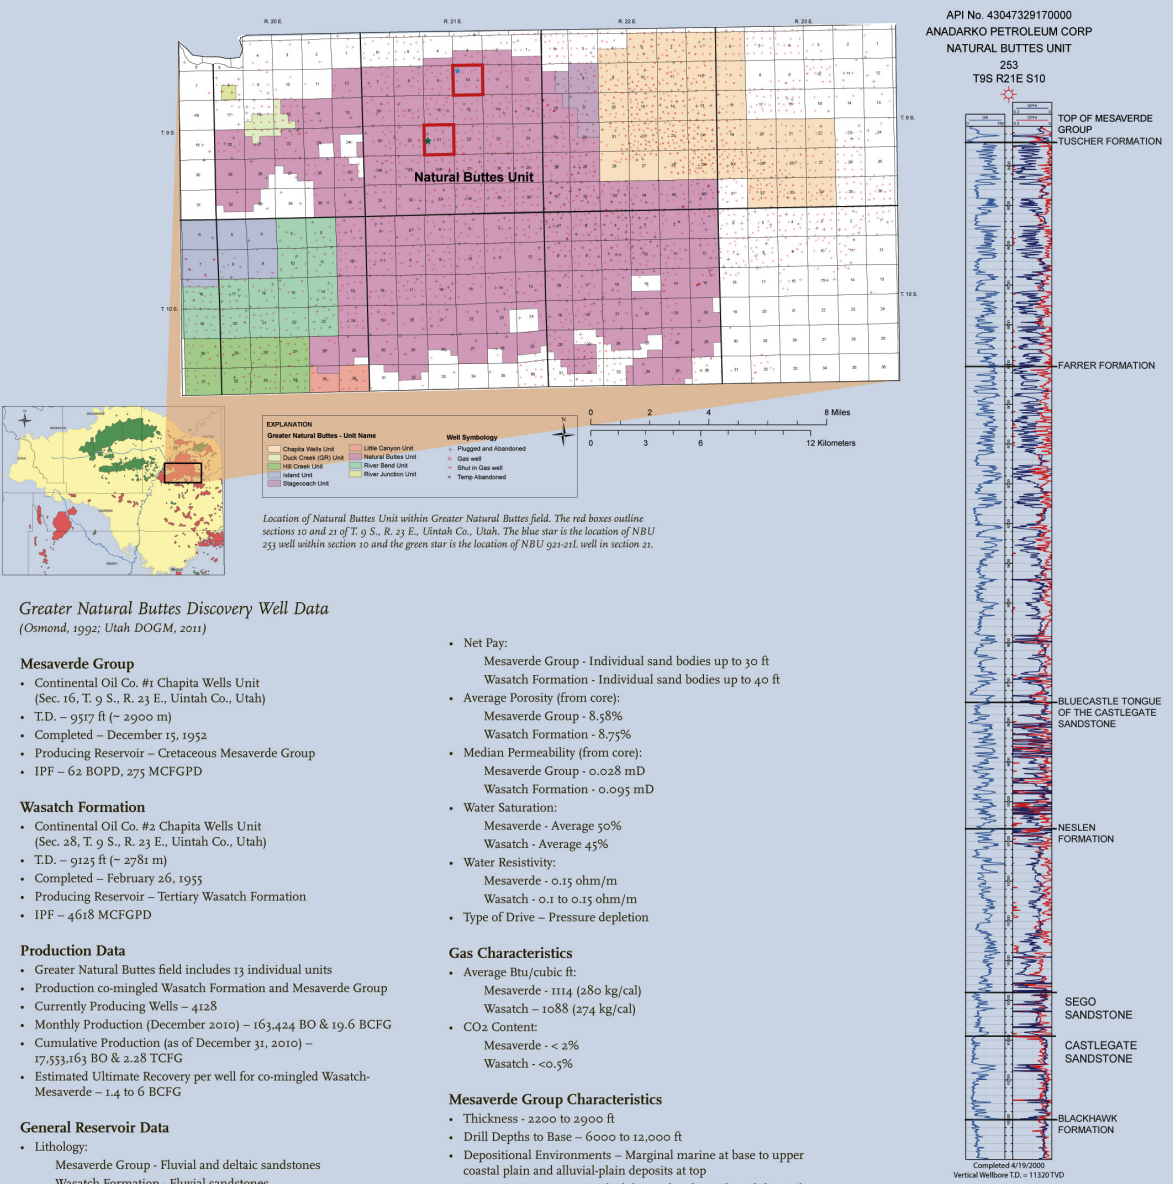 API No. 43047329170000
ANADARKO PETROLEUM CORP
NATURAL BUTTES UNIT
253
T9S R21E S10
R. 20 E.
R. 21 E.
R. 22 E.
R. 23 E.
T. 9 S.
T. 9 S.
T. 10 S.
T. 10 S.
Natural Buttes Unit
TOP OF MESAVERDE
GROUP
TUSCHER FORMATION
FARRER FORMATION
BLUECASTLE TONGUE
OF THE CASTLEGATE
SANDSTONE
NESLEN
FORMATION
SEGO
SANDSTONE
CASTLEGATE
SANDSTONE
BLACKHAWK
FORMATION
Completed 4/19/2000
Vertical Wellbore T.D. = 11320 TVD
EXPLANATION
Greater Natural Buttes - Unit Name
Chapita Wells Unit
Duck Creek (GR) Unit
Hill Creek Unit
Island Unit
Stagecoach Unit
Little Canyon Unit
Natural Buttes Unit
River Bend Unit
River Junction Unit
Well Symbology
Plugged and Abandoned
Gas well
Shut in Gas well
Temp Abandoned
N
0 2 4 8 Miles
0 3 6 12 Kilometers
Location of Natural Buttes Unit within Greater Natural Buttes field. The red boxes outline
sections 10 and 21 of T. 9 S., R. 23 E., Uintah Co., Utah. The blue star is the location of NBU
253 well within section 10 and the green star is the location of NBU 921-21L well in section 21.
Greater Natural Buttes Discovery Well Data
(Osmond, 1992; Utah DOGM, 2011)
Mesaverde Group
• Continental Oil Co. #1 Chapita Wells Unit
(Sec. 16, T. 9 S., R. 23 E., Uintah Co., Utah)
• T.D. – 9517 ft (~ 2900 m)
• Completed – December 15, 1952
• Producing Reservoir – Cretaceous Mesaverde Group
• IPF – 62 BOPD, 275 MCFGPD
Wasatch Formation
• Continental Oil Co. #2 Chapita Wells Unit
(Sec. 28, T. 9 S., R. 23 E., Uintah Co., Utah)
• T.D. – 9125 ft (~ 2781 m)
• Completed – February 26, 1955
• Producing Reservoir – Tertiary Wasatch Formation
• IPF – 4618 MCFGPD
Production Data
• Greater Natural Buttes field includes 13 individual units
• Production co-mingled Wasatch Formation and Mesaverde Group
• Currently Producing Wells – 4128
• Monthly Production (December 2010) – 163,424 BO & 19.6 BCFG
• Cumulative Production (as of December 31, 2010) –
17,553,163 BO & 2.28 TCFG
• Estimated Ultimate Recovery per well for co-mingled Wasatch-
Mesaverde – 1.4 to 6 BCFG
General Reservoir Data
• Lithology:
Mesaverde Group - Fluvial and deltaic sandstones
Wasatch Formation - Fluvial sandstones
• Net Pay:
Mesaverde Group - Individual sand bodies up to 30 ft
Wasatch Formation - Individual sand bodies up to 40 ft
• Average Porosity (from core):
Mesaverde Group - 8.58%
Wasatch Formation - 8.75%
• Median Permeability (from core):
Mesaverde Group - 0.028 mD
Wasatch Formation - 0.095 mD
• Water Saturation:
Mesaverde - Average 50%
Wasatch - Average 45%
• Water Resistivity:
Mesaverde - 0.15 ohm/m
Wasatch - 0.1 to 0.15 ohm/m
• Type of Drive – Pressure depletion
Gas Characteristics
• Average Btu/cubic ft:
Mesaverde - 1114 (280 kg/cal)
Wasatch – 1088 (274 kg/cal)
• CO2 Content:
Mesaverde - < 2%
Wasatch - <0.5%
Mesaverde Group Characteristics
• Thickness - 2200 to 2900 ft
• Drill Depths to Base – 6000 to 12,000 ft
• Depositional Environments – Marginal marine at base to upper
coastal plain and alluvial-plain deposits at top